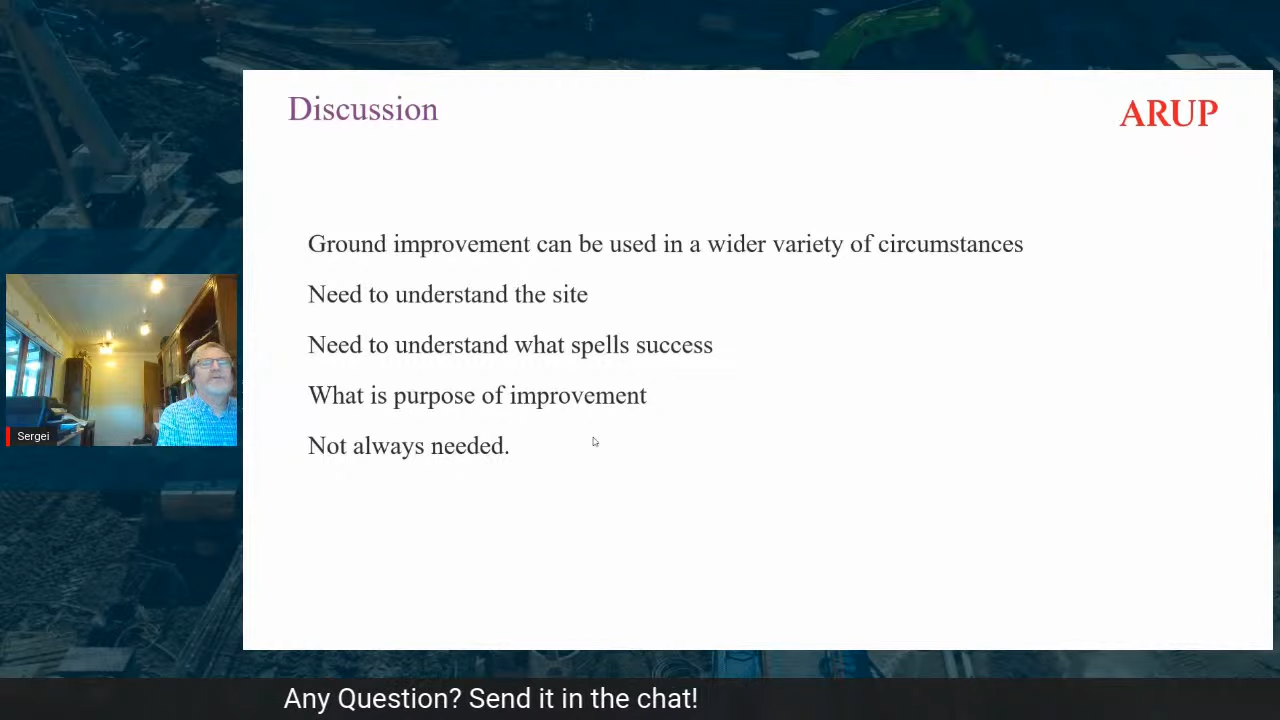 Discussion
ARUP
Ground improvement can be used in a wider variety of circumstances
Need to understand the site
Need to understand what spells success
What is purpose of improvement
Not always needed.
Sergei
Any Question? Send it in the chat!